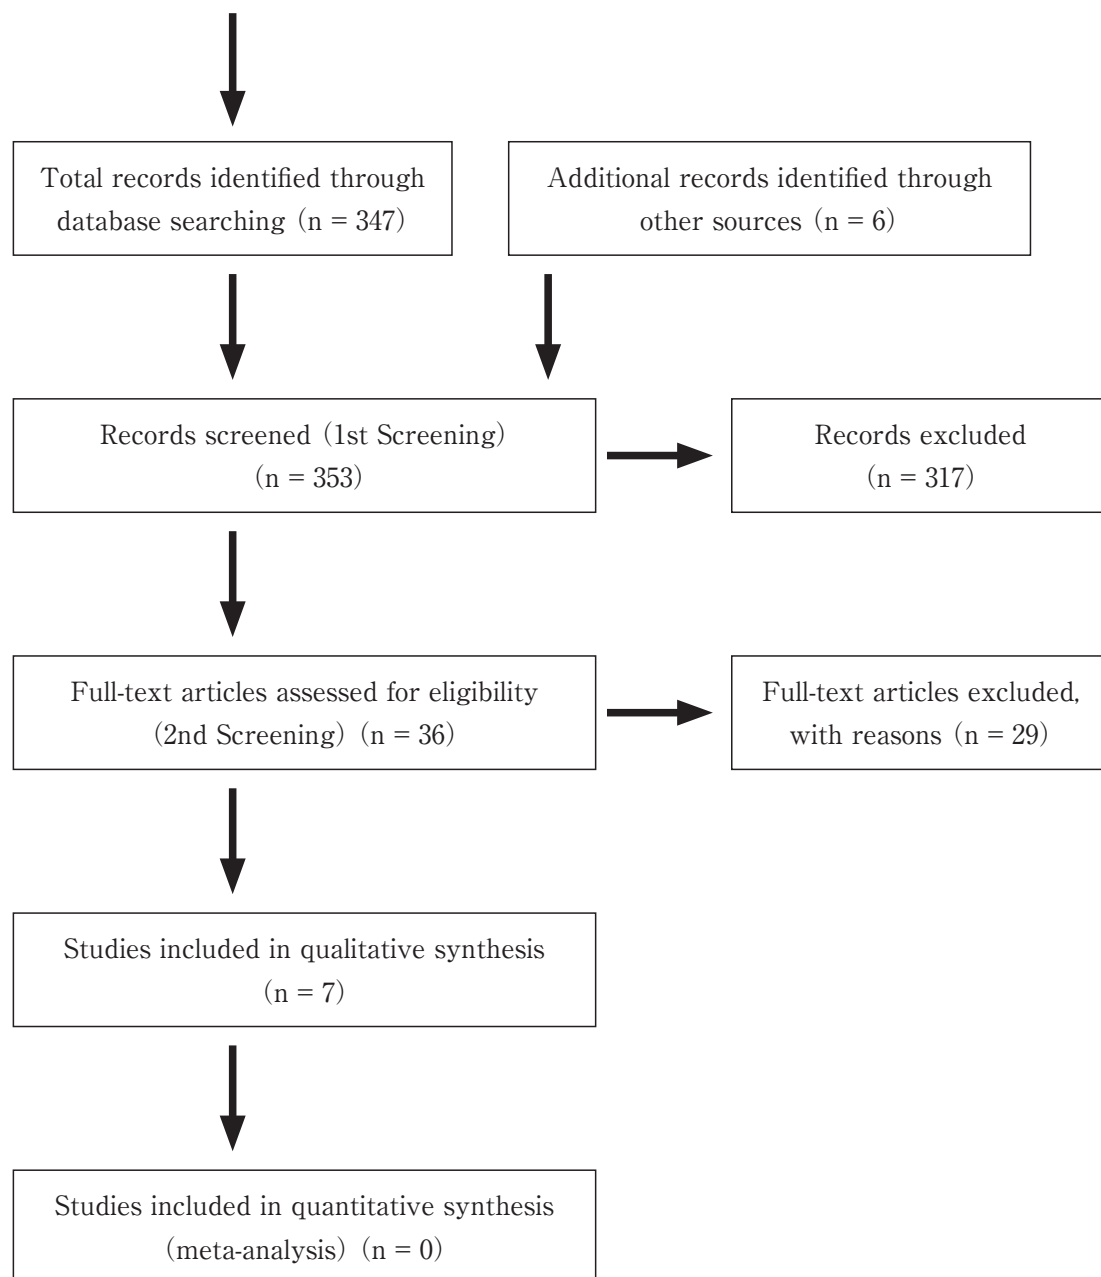 Total records identified through
database searching (n = 347)
Additional records identified through
other sources (n = 6)
Records screened (1st Screening)
(n = 353)
Records excluded
(n = 317)
Full-text articles assessed for eligibility
(2nd Screening) (n = 36)
Full-text articles excluded,
with reasons (n = 29)
Studies included in qualitative synthesis
(n = 7)
Studies included in quantitative synthesis
(meta-analysis) (n = 0)